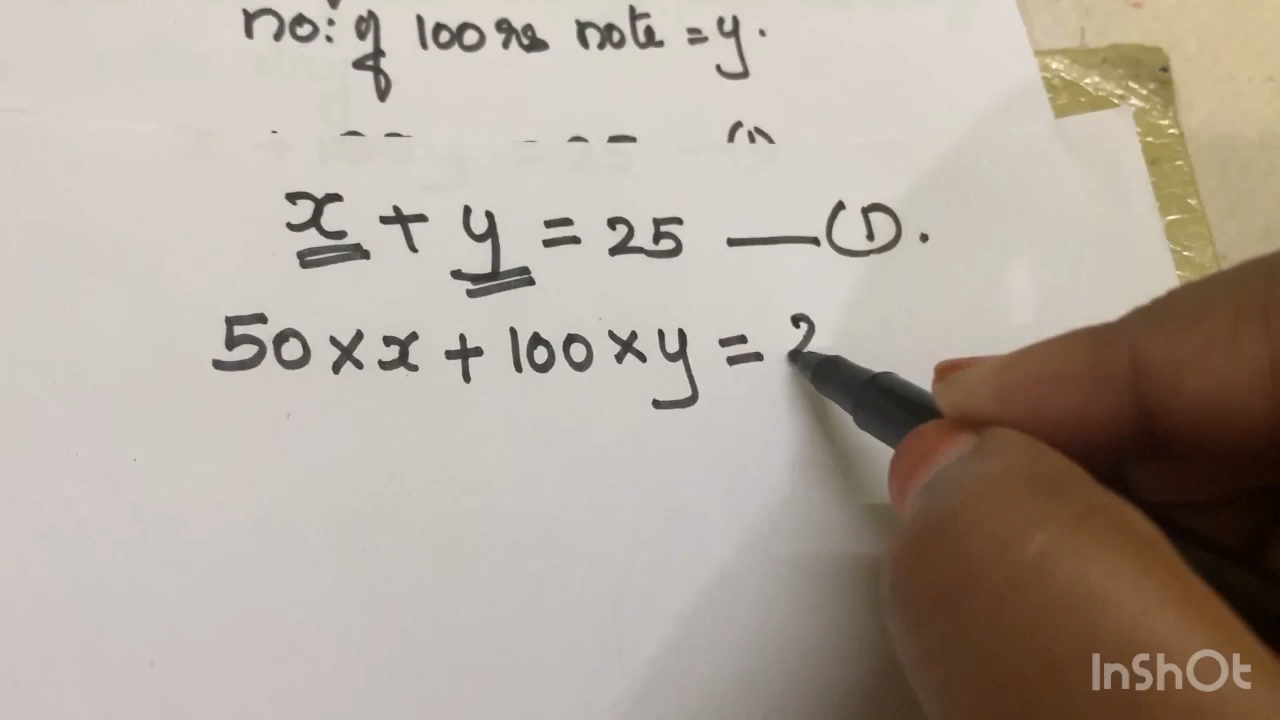 no: of 100 rs note = y.
x + y = 25 — (1).
50 × x + 100 × y = 2
InShOt